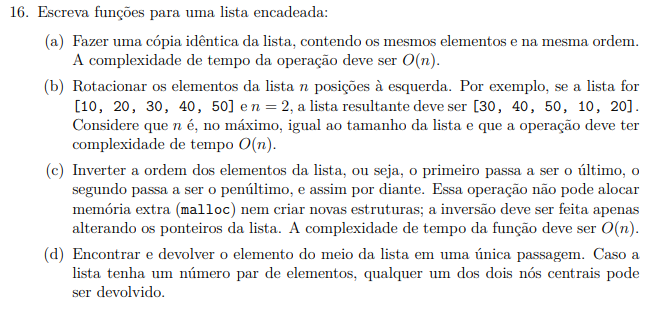 16. Escreva funções para uma lista encadeada:
(a) Fazer uma cópia idêntica da lista, contendo os mesmos elementos e na mesma ordem.
A complexidade de tempo da operação deve ser O(n).
(b) Rotacionar os elementos da lista n posições à esquerda. Por exemplo, se a lista for
[10, 20, 30, 40, 50] e n = 2, a lista resultante deve ser [30, 40, 50, 10, 20].
Considere que n é, no máximo, igual ao tamanho da lista e que a operação deve ter
complexidade de tempo O(n).
(c) Inverter a ordem dos elementos da lista, ou seja, o primeiro passa a ser o último, o
segundo passa a ser o penúltimo, e assim por diante. Essa operação não pode alocar
memória extra (malloc) nem criar novas estruturas; a inversão deve ser feita apenas
alterando os ponteiros da lista. A complexidade de tempo da função deve ser O(n).
(d) Encontrar e devolver o elemento do meio da lista em uma única passagem. Caso a
lista tenha um número par de elementos, qualquer um dos dois nós centrais pode
ser devolvido.